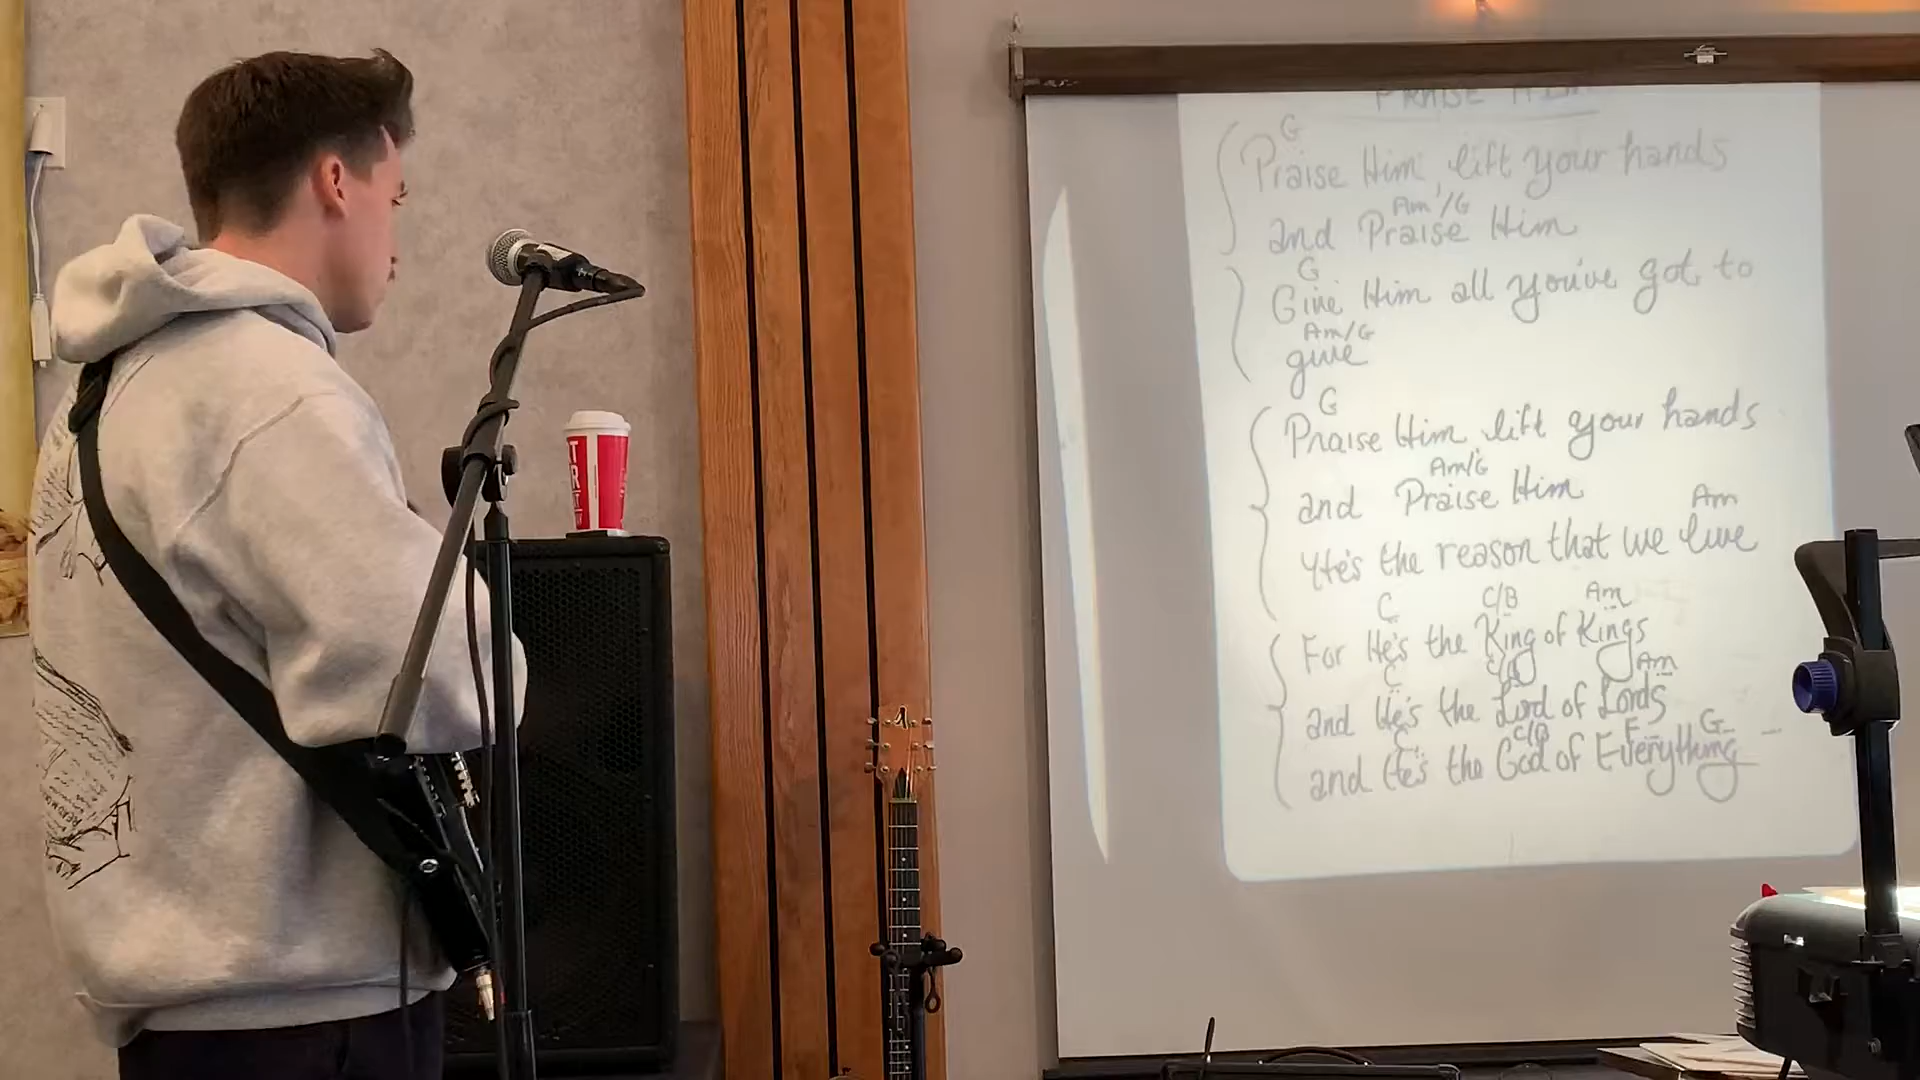 PRAISE HIM
G
Praise Him, lift your hands
Am/G
and Praise Him
G
Give Him all you've got to
Am/G
give
G
Praise Him lift your hands
Am/G
and Praise Him
Am
He's the reason that we live
C C/B Am
For He's the King of Kings
C C/B Am
and He's the Lord of Lords
C C/B F G
and He's the God of Everything
T
R